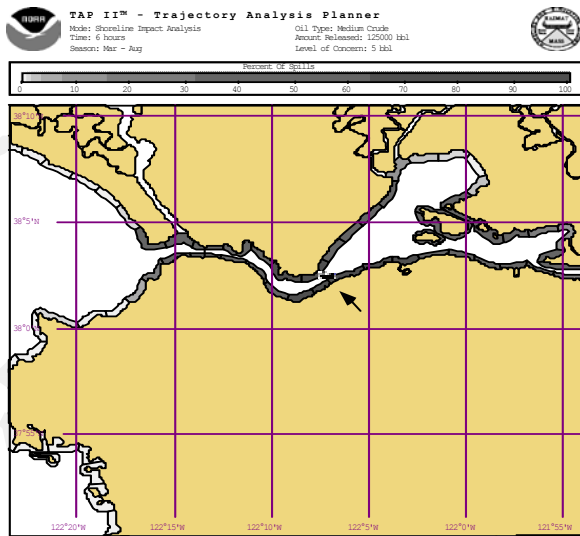 NOAA
TAP II™ - Trajectory Analysis Planner
Mode: Shoreline Impact Analysis
Time: 6 hours
Season: Mar - Aug
Oil Type: Medium Crude
Amount Released: 125000 bbl
Level of Concern: 5 bbl
HAZMAT
Percent Of Spills
0 10 20 30 40 50 60 70 80 90 100
38°10'
38°5'N
38°0'N
37°55'
122°20'W 122°15'W 122°10'W 122°5'W 122°0'W 121°55'W